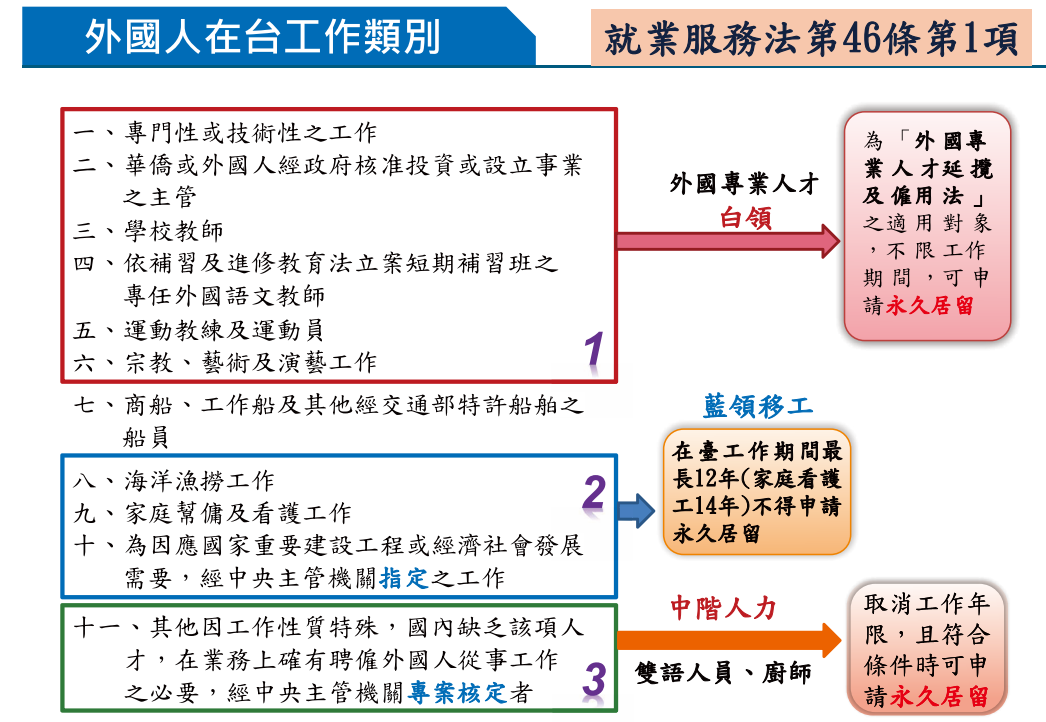 外國人在台工作類別
就業服務法第46條第1項
一、專門性或技術性之工作
二、華僑或外國人經政府核准投資或設立事業
之主管
三、學校教師
四、依補習及進修教育法立案短期補習班之
專任外國語文教師
五、運動教練及運動員
六、宗教、藝術及演藝工作
1
外國專業人才
白領
為「外國專
業人才延攬
及僱用法」
之適用對象
，不限工作
期間，可申
請永久居留
七、商船、工作船及其他經交通部特許船舶之
船員
八、海洋漁撈工作
九、家庭幫傭及看護工作
十、為因應國家重要建設工程或經濟社會發展
需要，經中央主管機關指定之工作
2
藍領移工
在臺工作期間最
長12年(家庭看護
工14年)不得申請
永久居留
十一、其他因工作性質特殊，國內缺乏該項人
才，在業務上確有聘僱外國人從事工作
之必要，經中央主管機關專案核定者
3
中階人力
雙語人員、廚師
取消工作年
限，且符合
條件時可申
請永久居留